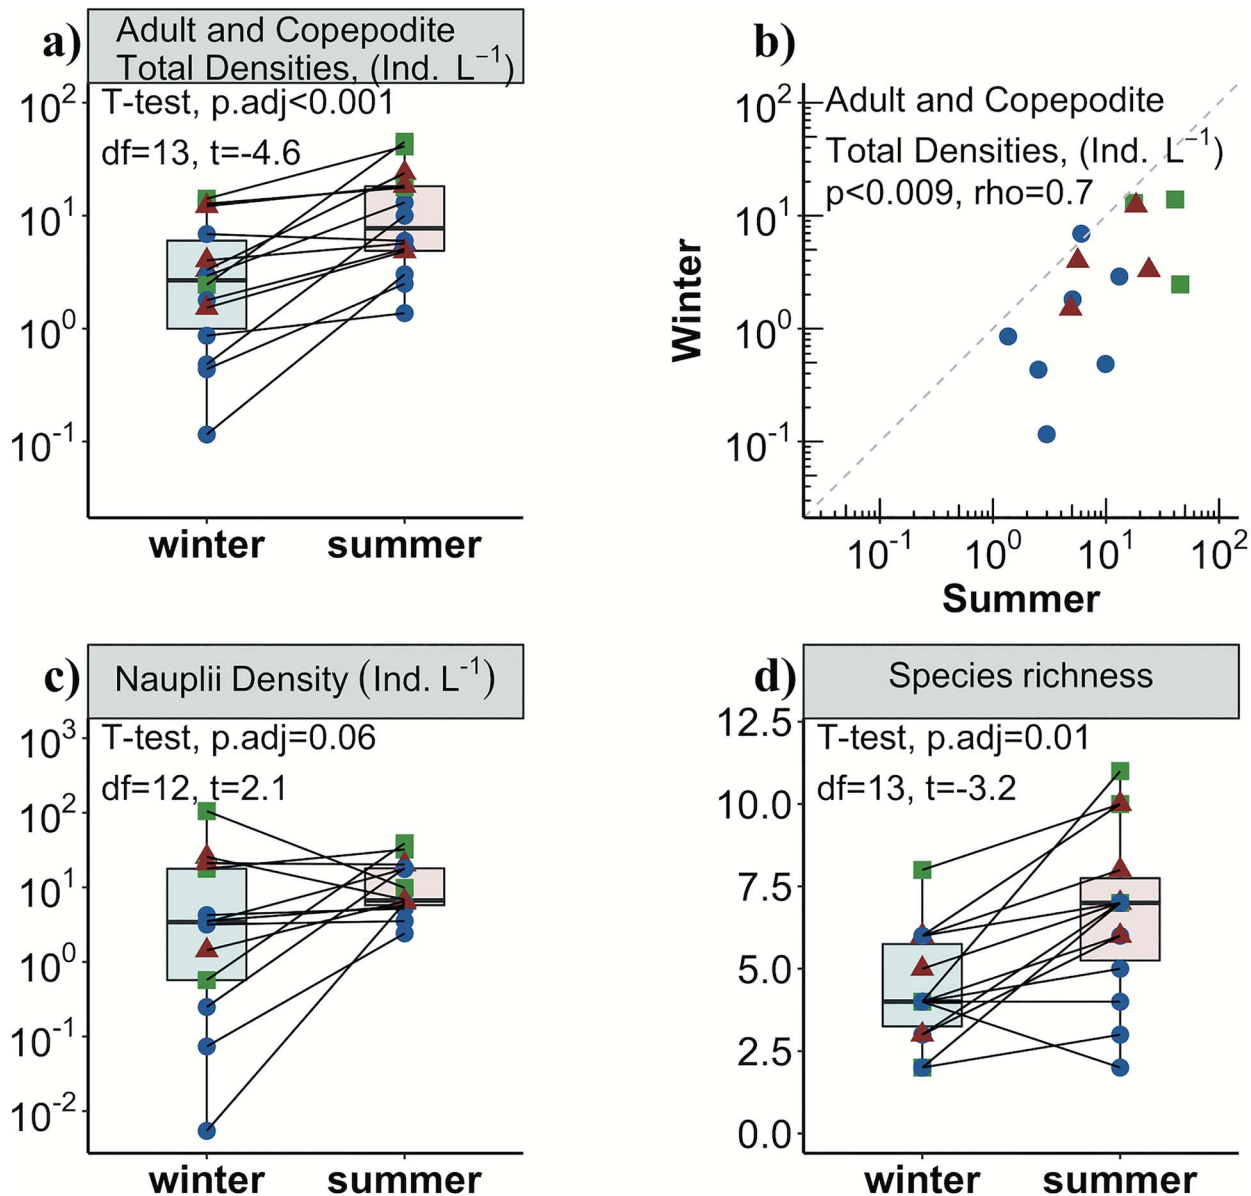 a)
Adult and Copepodite
Total Densities, (Ind. L⁻¹)
T-test, p.adj<0.001
df=13, t=-4.6
10²
10¹
10⁰
10⁻¹
winter summer
b)
Adult and Copepodite
Total Densities, (Ind. L⁻¹)
p<0.009, rho=0.7
10²
10¹
10⁰
10⁻¹
Winter
10⁻¹ 10⁰ 10¹ 10²
Summer
c)
Nauplii Density (Ind. L⁻¹)
T-test, p.adj=0.06
df=12, t=2.1
10³
10²
10¹
10⁰
10⁻¹
10⁻²
winter summer
d)
Species richness
T-test, p.adj=0.01
df=13, t=-3.2
12.5
10.0
7.5
5.0
2.5
0.0
winter summer